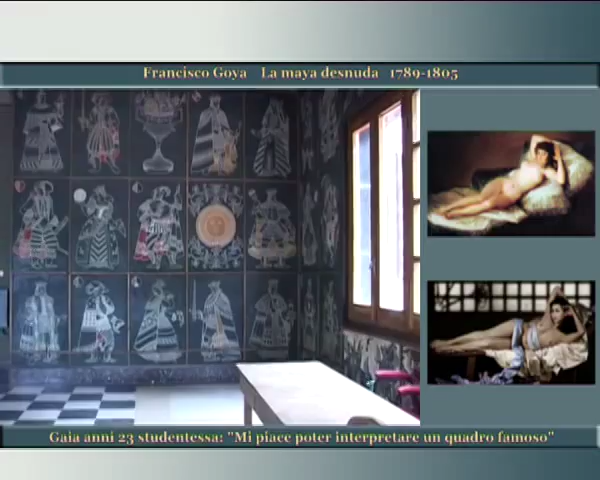 Francisco Goya La maya desnuda 1789-1805
Gaia anni 23 studentessa: "Mi piace poter interpretare un quadro famoso"